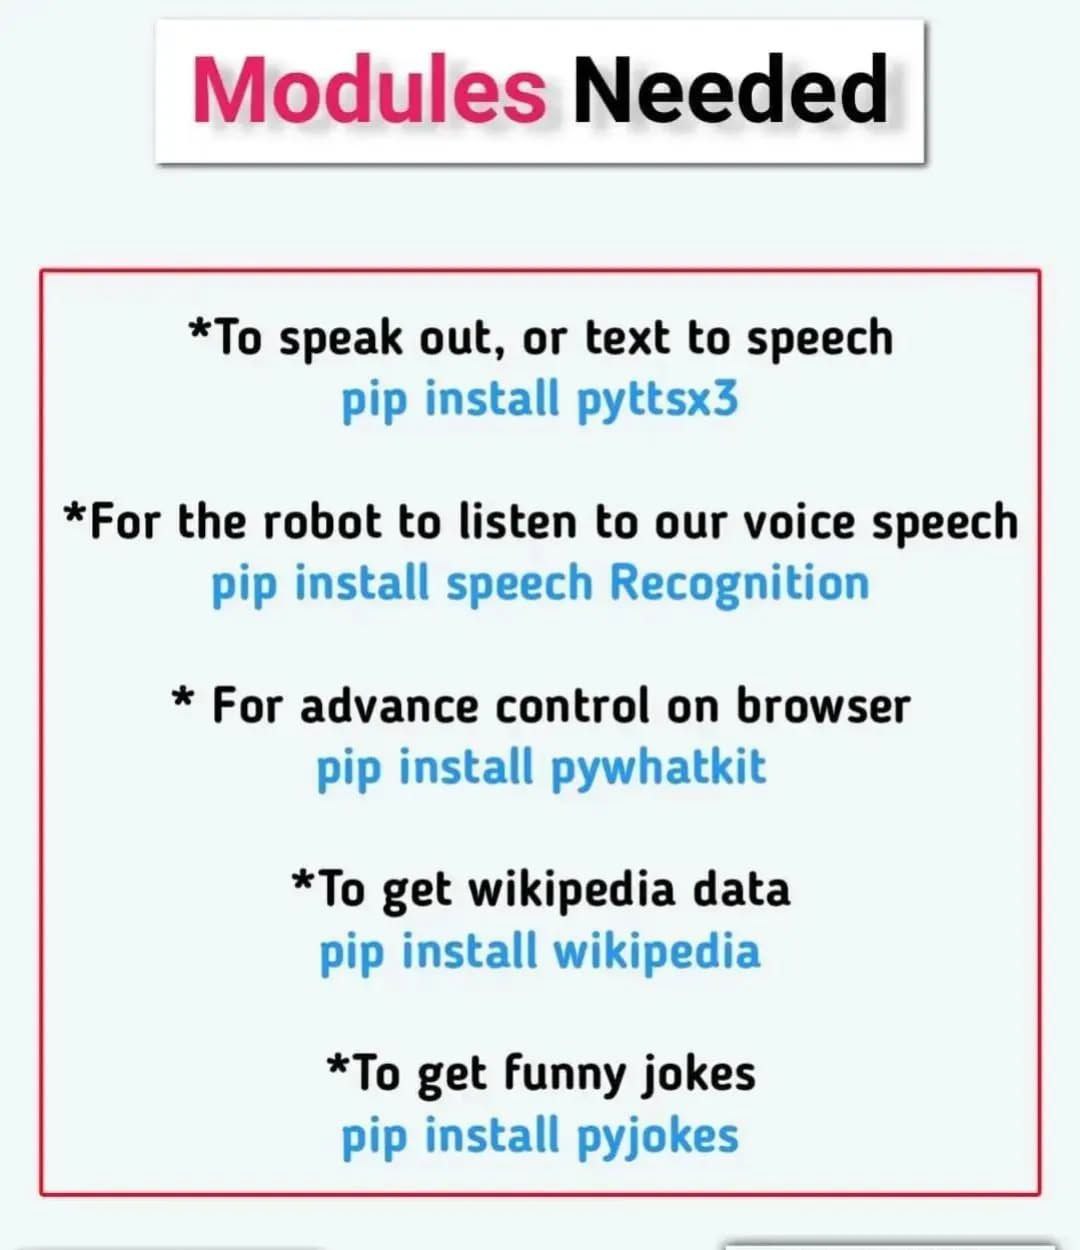 Modules Needed
*To speak out, or text to speech
pip install pyttsx3
*For the robot to listen to our voice speech
pip install speech Recognition
* For advance control on browser
pip install pywhatkit
*To get wikipedia data
pip install wikipedia
*To get funny jokes
pip install pyjokes